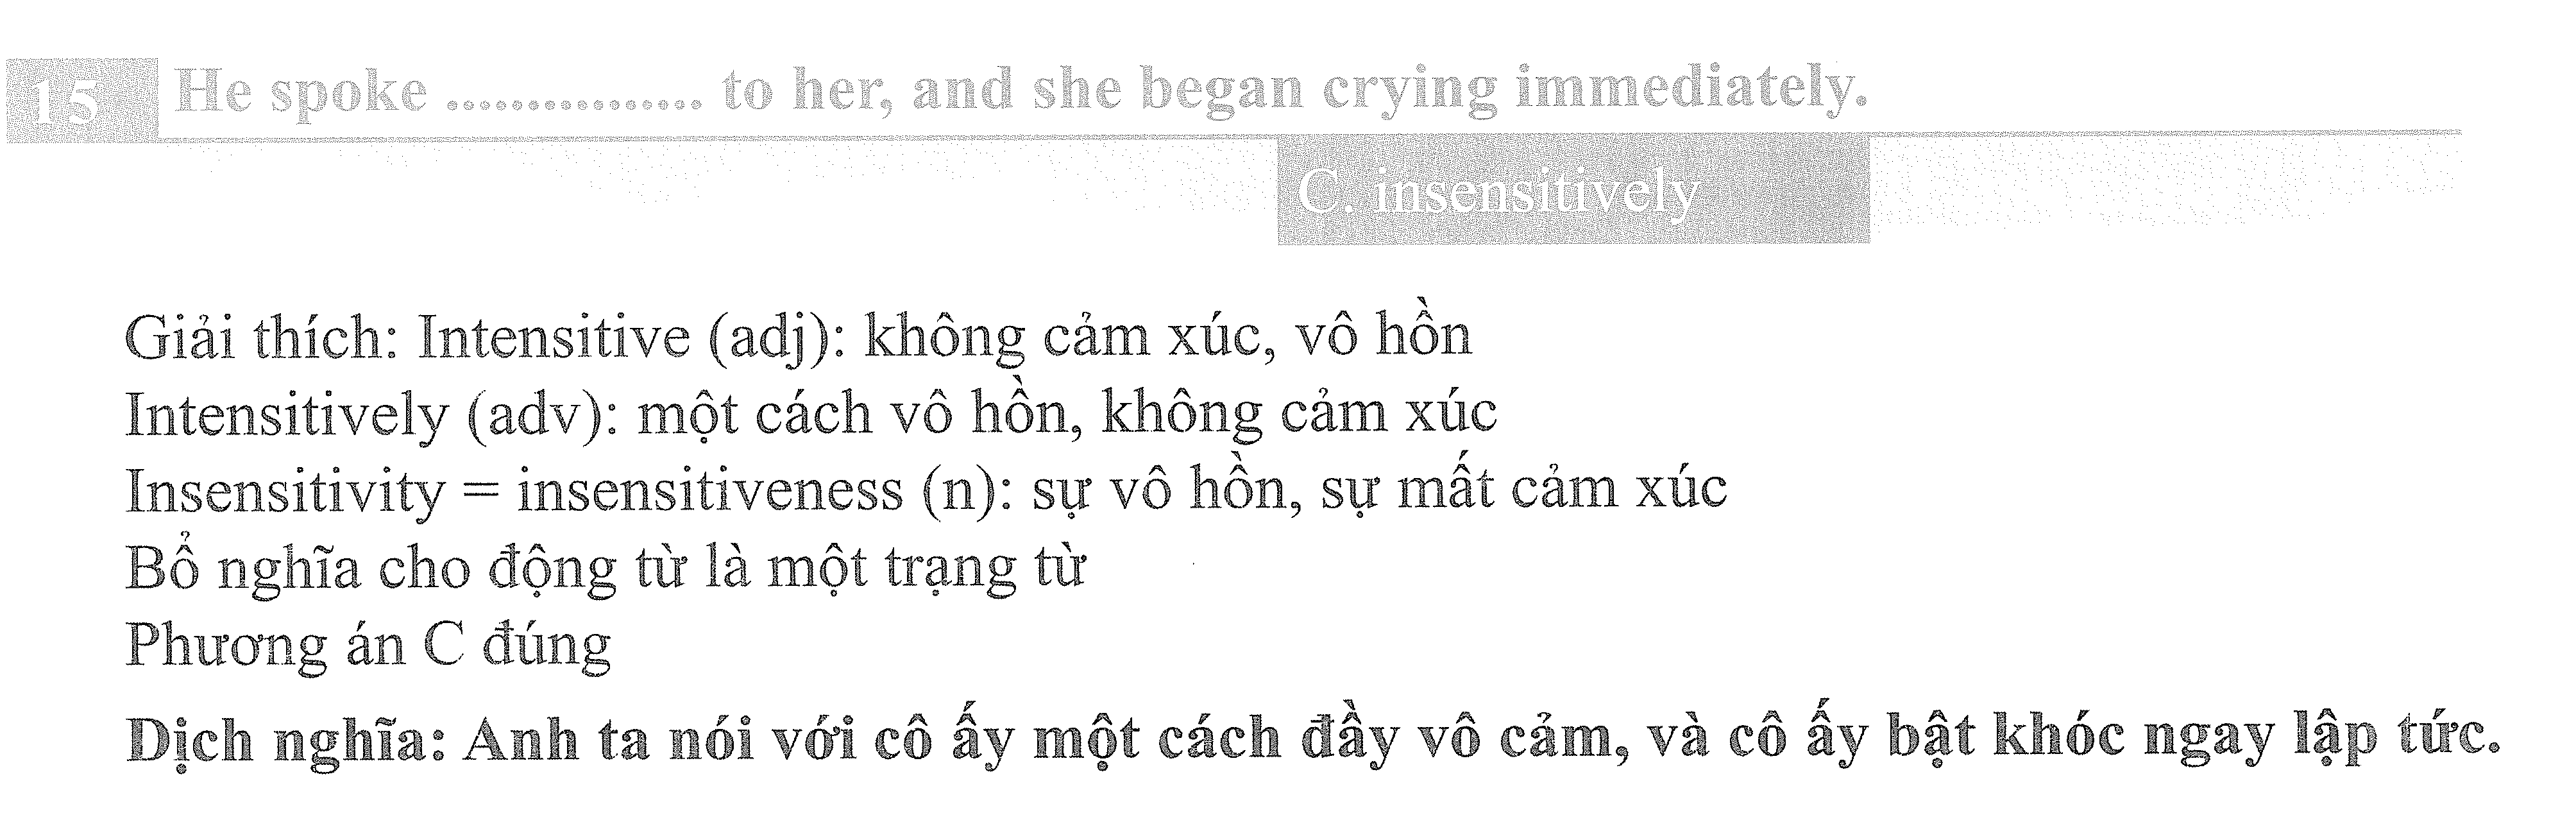 15 He spoke ................ to her, and she began crying immediately.
C. insensitively
Giải thích: Intensitive (adj): không cảm xúc, vô hồn
Intensitively (adv): một cách vô hồn, không cảm xúc
Insensitivity = insensitiveness (n): sự vô hồn, sự mất cảm xúc
Bổ nghĩa cho động từ là một trạng từ
Phương án C đúng
Dịch nghĩa: Anh ta nói với cô ấy một cách đầy vô cảm, và cô ấy bật khóc ngay lập tức.